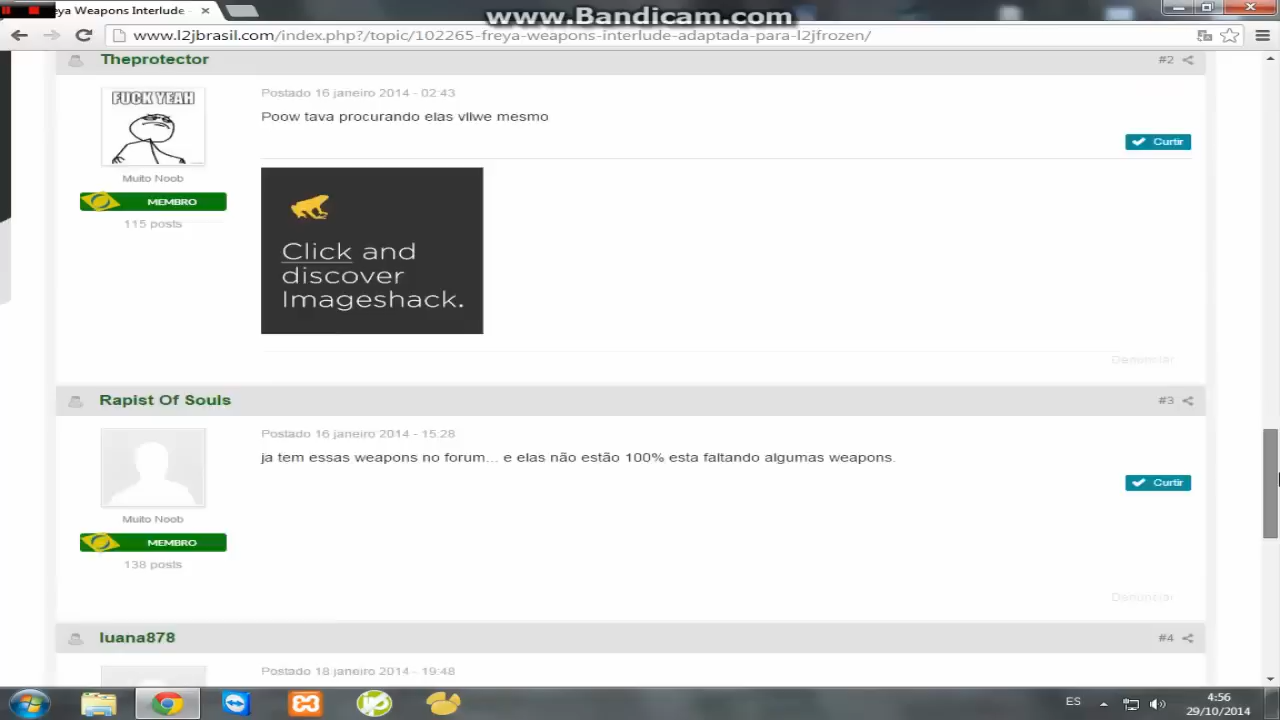 www.Bandicam.com
eya Weapons Interlude
www.l2jbrasil.com/index.php?/topic/102265-freya-weapons-interlude-adaptada-para-l2jfrozen/
Theprotector
#2
FUCK YEAH
Postado 16 janeiro 2014 - 02:43
Poow tava procurando elas vllwe mesmo
Curtir
Muito Noob
MEMBRO
115 posts
Click and
discover
Imageshack.
Denunciar
Rapist Of Souls
#3
Postado 16 janeiro 2014 - 15:28
ja tem essas weapons no forum... e elas não estão 100% esta faltando algumas weapons.
Curtir
Muito Noob
MEMBRO
138 posts
Denunciar
luana878
#4
Postado 18 janeiro 2014 - 19:48
ES
4:56
29/10/2014